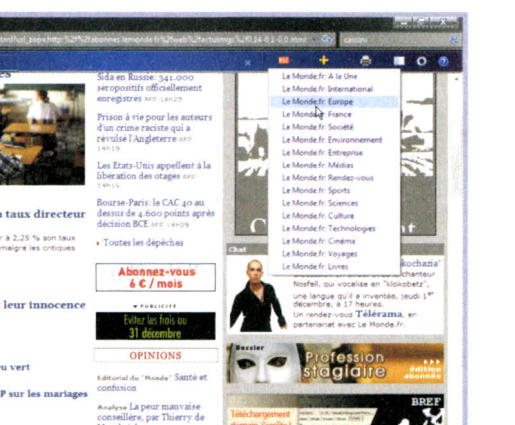 cassini
RSS
Le Monde.fr: A la Une
Le Monde.fr: International
Le Monde.fr: Europe
Le Monde.fr: France
Le Monde.fr: Société
Le Monde.fr: Environnement
Le Monde.fr: Entreprise
Le Monde.fr: Médias
Le Monde.fr: Rendez-vous
Le Monde.fr: Sports
Le Monde.fr: Sciences
Le Monde.fr: Culture
Le Monde.fr: Technologies
Le Monde.fr: Cinéma
Le Monde.fr: Voyages
Le Monde.fr: Livres
es
Sida en Russie: 341.000
seropositifs officiellement
enregistrés AFP 14h25
Prison à vie pour les auteurs
d'un crime raciste qui a
révulsé l'Angleterre AFP
14h19
Les Etats-Unis appellent à la
libération des otages AFP
14h15
Bourse-Paris: le CAC 40 au
dessus de 4.600 points après
décision BCE AFP 14h09
Toutes les dépêches
taux directeur
r à 2,25 % son taux
malgré les critiques
leur innocence
u vert
P sur les mariages
Abonnez-vous
6 € / mois
PUBLICITÉ
Evitez les frais au
31 décembre
OPINIONS
Editorial du "Monde" Santé et
confusion
Analyse La peur mauvaise
conseillère, par Thierry de
Chat
kochazia'
chanteur
Nosfell, qui vocalise en "klokobetz",
une langue qu'il a inventée, jeudi 1er
décembre, à 17 heures.
Un rendez-vous Télérama, en
partenariat avec Le Monde.fr.
Dossier
Profession
stagiaire
édition
abonnés
BREF
Téléchargement